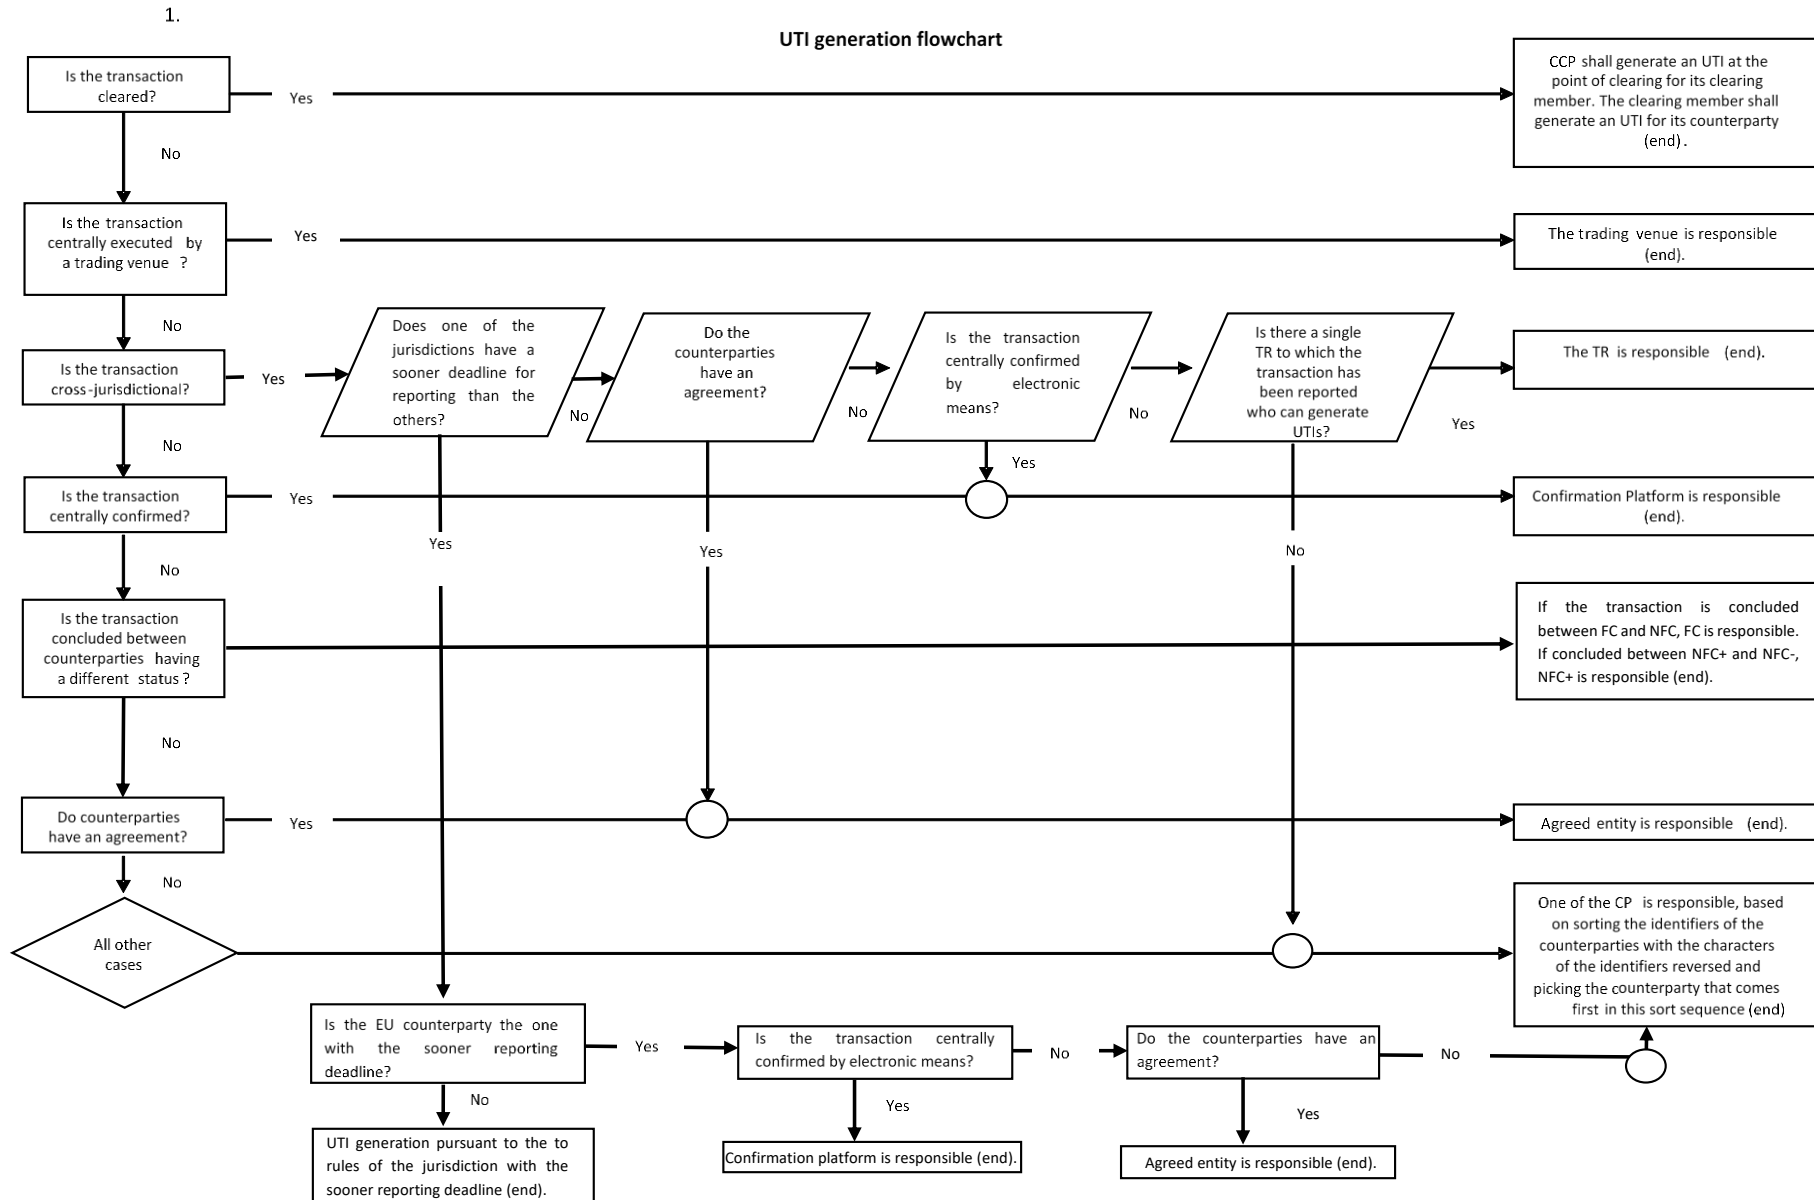 1.
UTI generation flowchart
Is the transaction
cleared?
Yes
CCP shall generate an UTI at the
point of clearing for its clearing
member. The clearing member shall
generate an UTI for its counterparty
(end).
No
Is the transaction
centrally executed by
a trading venue ?
Yes
The trading venue is responsible
(end).
No
Is the transaction
cross-jurisdictional?
Yes
Does one of the
jurisdictions have a
sooner deadline for
reporting than the
others?
No
Do the
counterparties
have an
agreement?
No
Is the transaction
centrally confirmed
by electronic
means?
No
Is there a single
TR to which the
transaction has
been reported
who can generate
UTIs?
Yes
The TR is responsible (end).
No
Yes
Is the transaction
centrally confirmed?
Yes
Confirmation Platform is responsible
(end).
Yes
Yes
No
No
Is the transaction
concluded between
counterparties having
a different status ?
If the transaction is concluded
between FC and NFC, FC is responsible.
If concluded between NFC+ and NFC-,
NFC+ is responsible (end).
No
Do counterparties
have an agreement?
Yes
Agreed entity is responsible (end).
No
All other
cases
One of the CP is responsible, based
on sorting the identifiers of the
counterparties with the characters
of the identifiers reversed and
picking the counterparty that comes
first in this sort sequence (end)
Is the EU counterparty the one
with the sooner reporting
deadline?
Yes
Is the transaction centrally
confirmed by electronic means?
No
Do the counterparties have an
agreement?
No
No
Yes
Yes
UTI generation pursuant to the to
rules of the jurisdiction with the
sooner reporting deadline (end).
Confirmation platform is responsible (end).
Agreed entity is responsible (end).